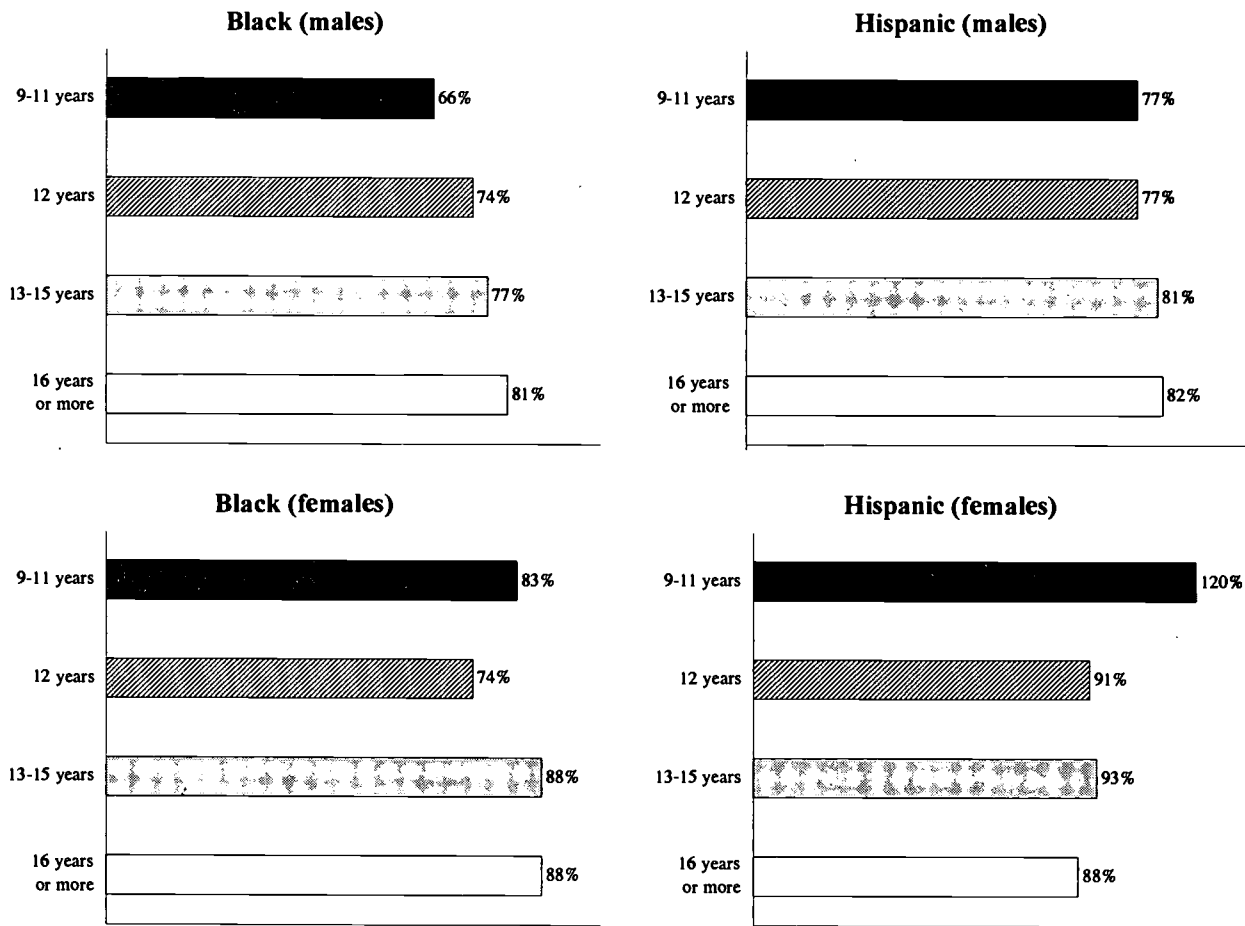 Black (males)
9-11 years
66%
12 years
74%
13-15 years
77%
16 years
or more
81%
Hispanic (males)
9-11 years
77%
12 years
77%
13-15 years
81%
16 years
or more
82%
Black (females)
9-11 years
83%
12 years
74%
13-15 years
88%
16 years
or more
88%
Hispanic (females)
9-11 years
120%
12 years
91%
13-15 years
93%
16 years
or more
88%